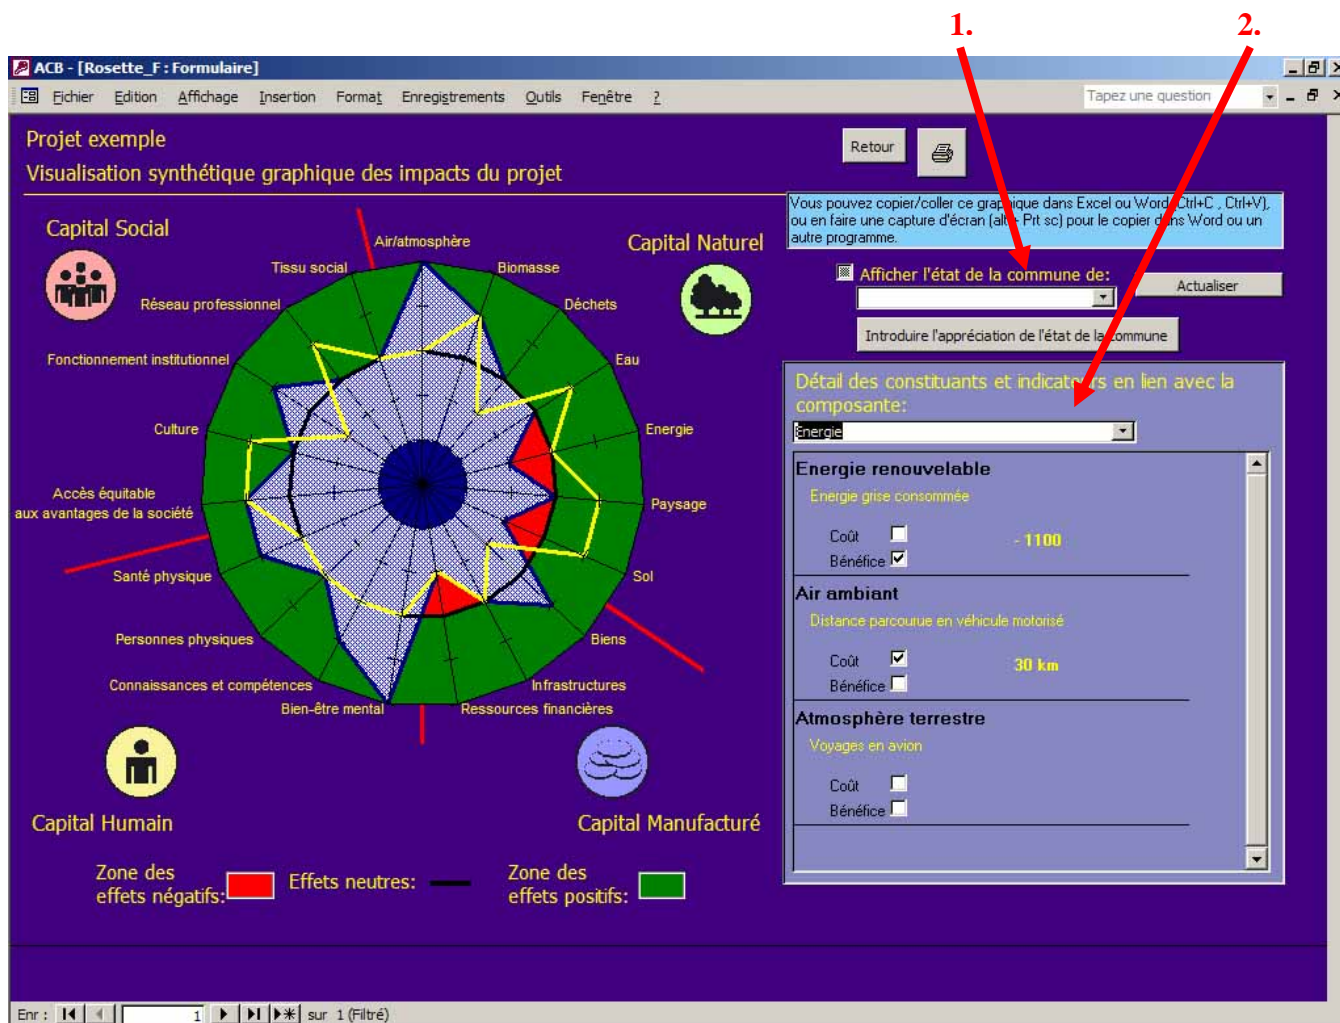 1.
2.
ACB - [Rosette_F : Formulaire]
Fichier Edition Affichage Insertion Format Enregistrements Outils Fenêtre ?
Tapez une question
Projet exemple
Visualisation synthétique graphique des impacts du projet
Retour
Vous pouvez copier/coller ce graphique dans Excel ou Word (Ctrl+C , Ctrl+V),
ou en faire une capture d'écran (alt + Prt sc) pour le copier dans Word ou un
autre programme.
Afficher l'état de la commune de:
Actualiser
Introduire l'appréciation de l'état de la commune
Capital Social
Capital Naturel
Air/atmosphère
Tissu social
Biomasse
Réseau professionnel
Déchets
Fonctionnement institutionnel
Eau
Culture
Energie
Accès équitable
aux avantages de la société
Paysage
Santé physique
Sol
Personnes physiques
Biens
Connaissances et compétences
Infrastructures
Bien-être mental
Ressources financières
Capital Humain
Capital Manufacturé
Zone des
effets négatifs:
Effets neutres:
Zone des
effets positifs:
Détail des constituants et indicateurs en lien avec la
composante:
Energie
Energie renouvelable
Energie grise consommée
Coût
- 1100
Bénéfice
Air ambiant
Distance parcourue en véhicule motorisé
Coût
30 km
Bénéfice
Atmosphère terrestre
Voyages en avion
Coût
Bénéfice
Enr : 1 sur 1 (Filtré)